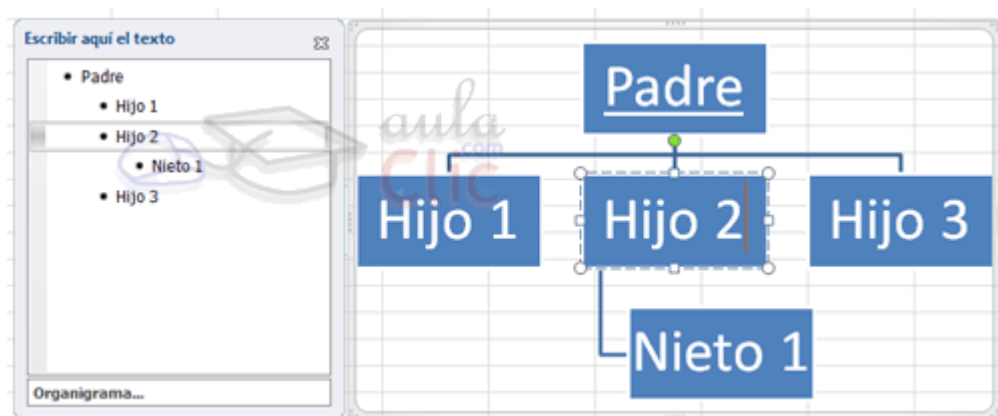 Escribir aquí el texto
• Padre
• Hijo 1
• Hijo 2
• Nieto 1
• Hijo 3
Organigrama...
aula
.com
Clic
Padre
Hijo 1
Hijo 2
Hijo 3
Nieto 1